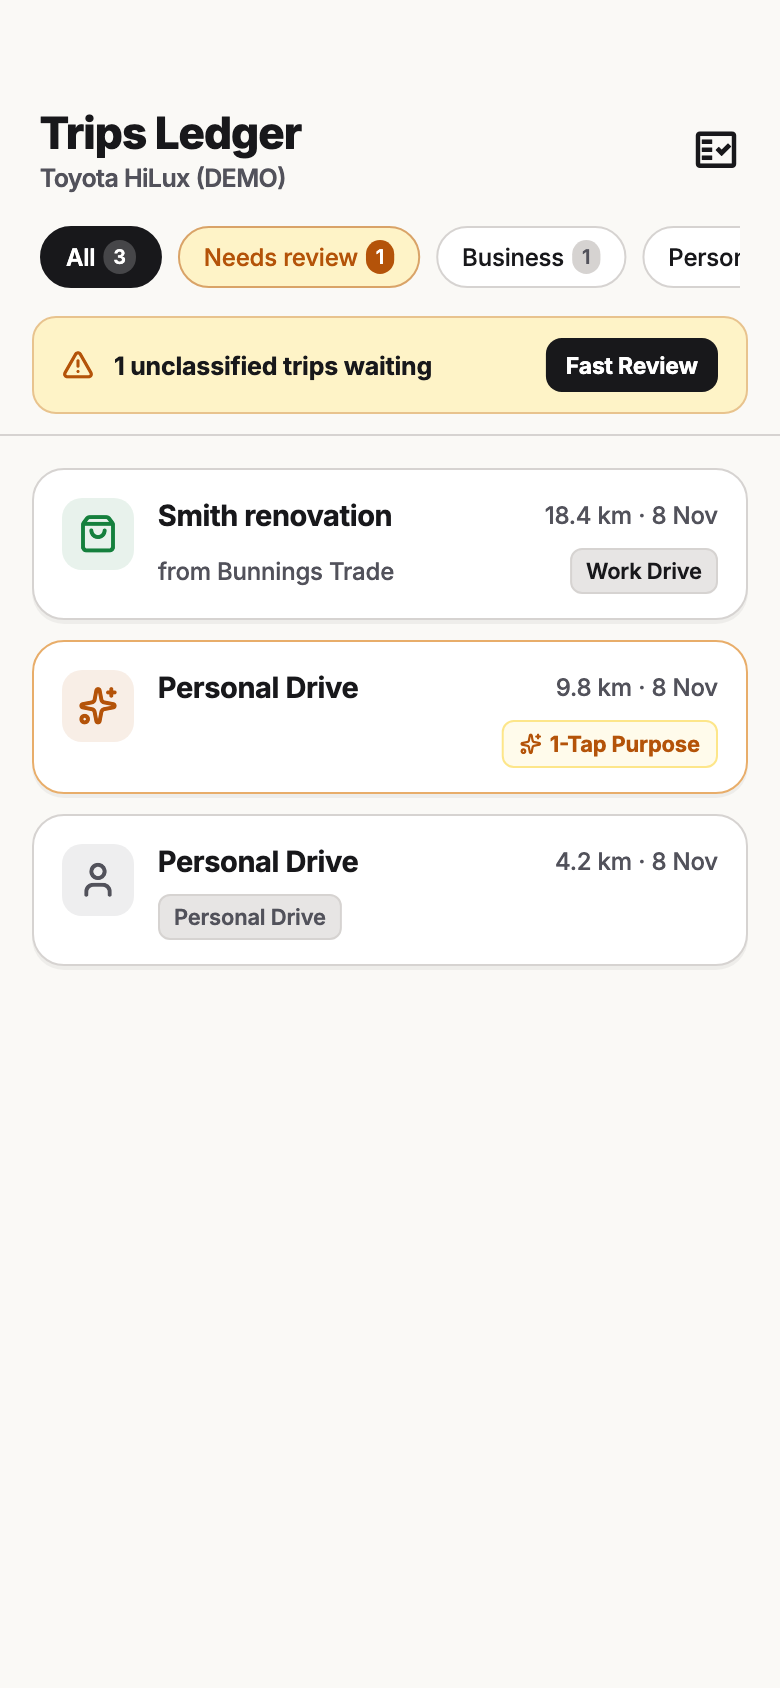 Trips Ledger
Toyota HiLux (DEMO)
All 3
Needs review 1
Business 1
Person
1 unclassified trips waiting
Fast Review
Smith renovation
18.4 km · 8 Nov
from Bunnings Trade
Work Drive
Personal Drive
9.8 km · 8 Nov
1-Tap Purpose
Personal Drive
4.2 km · 8 Nov
Personal Drive